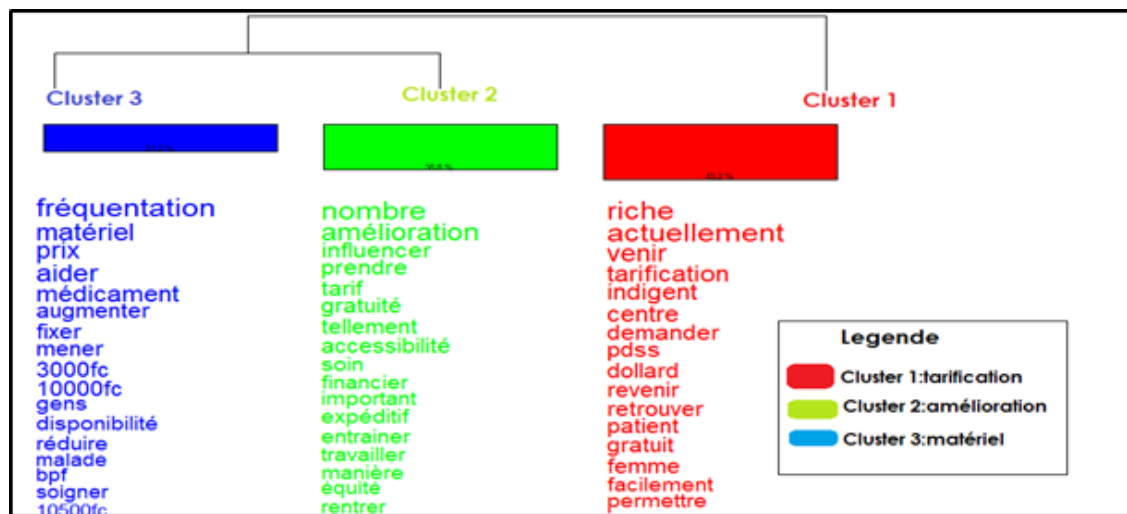 Cluster 3
Cluster 2
Cluster 1
fréquentation
matériel
prix
aider
médicament
augmenter
fixer
mener
3000fc
10000fc
gens
disponibilité
réduire
malade
bpf
soigner
10500fc
nombre
amélioration
influencer
prendre
tarif
gratuité
tellement
accessibilité
soin
financier
important
expéditif
entrainer
travailler
manière
équité
rentrer
riche
actuellement
venir
tarification
indigent
centre
demander
pdss
dollard
revenir
retrouver
patient
gratuit
femme
facilement
permettre
Legende
Cluster 1:tarification
Cluster 2:amélioration
Cluster 3:matériel